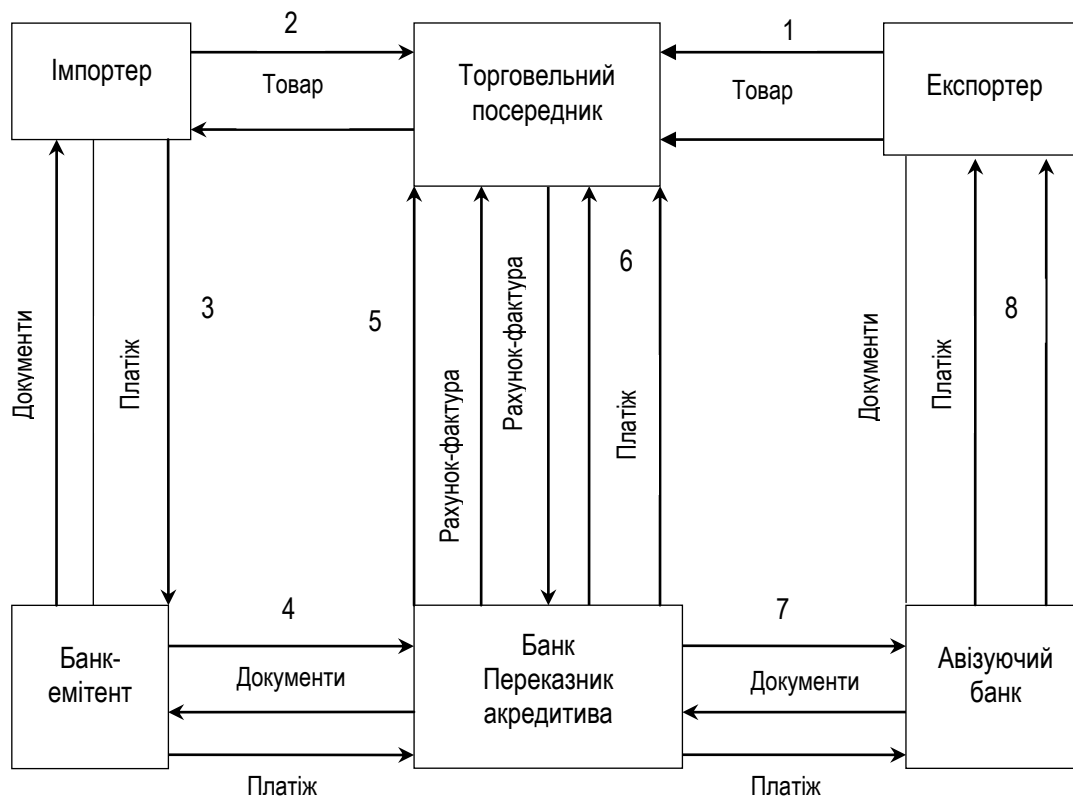 2
1
Імпортер
Торговельний
посередник
Експортер
Товар
Товар
Документи
Платіж
3
5
Рахунок-фактура
Рахунок-фактура
6
Платіж
Документи
Платіж
8
Банк-
емітент
4
Документи
Платіж
Банк
Переказник
акредитива
7
Документи
Платіж
Авізуючий
банк